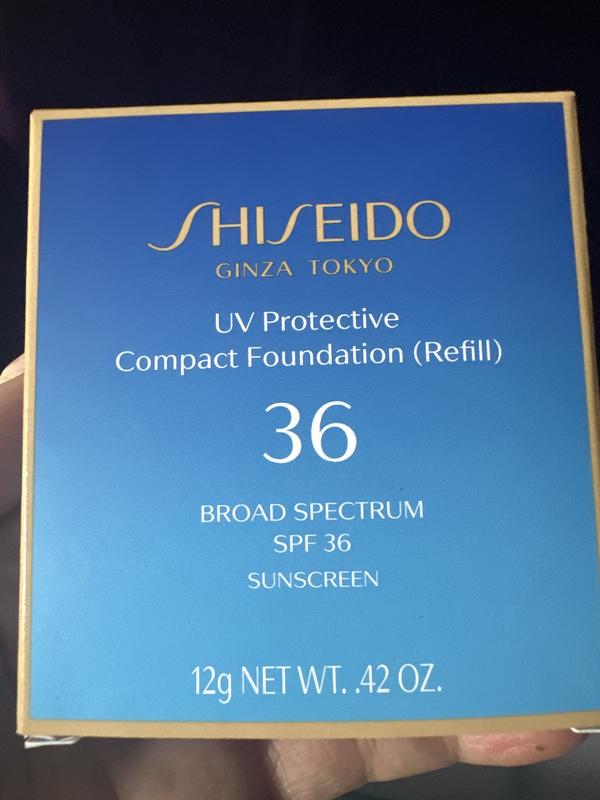 SHISEIDO
GINZA TOKYO
UV Protective
Compact Foundation (Refill)
36
BROAD SPECTRUM
SPF 36
SUNSCREEN
12g NET WT. .42 OZ.